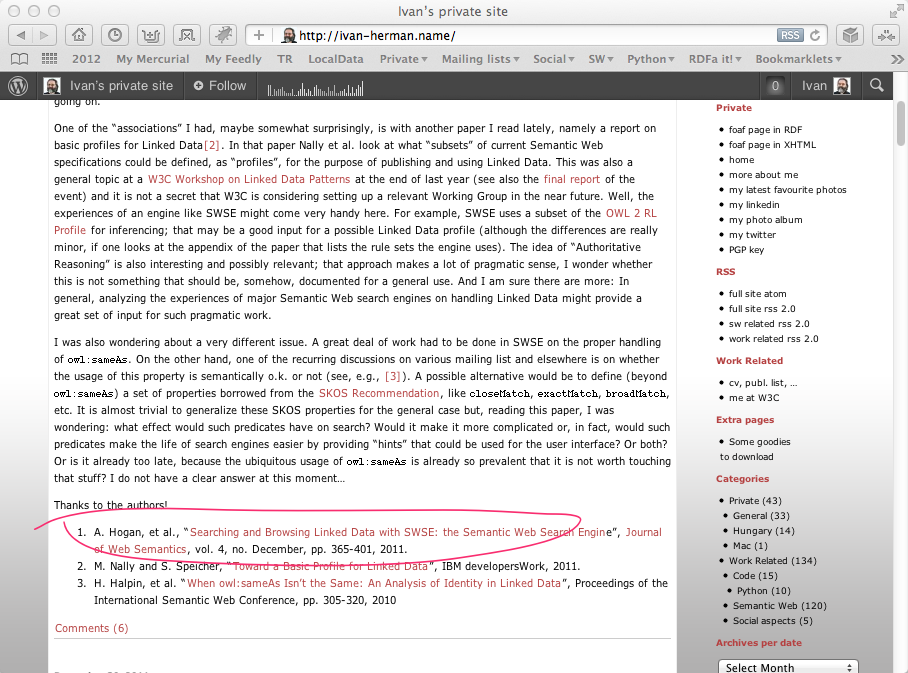 Ivan's private site
http://ivan-herman.name/
RSS
2012 My Mercurial My Feedly TR LocalData Private Mailing lists Social SW Python RDFa it! Bookmarklets
Ivan's private site Follow 0 Ivan
going on.
One of the “associations” I had, maybe somewhat surprisingly, is with another paper I read lately, namely a report on
basic profiles for Linked Data[2]. In that paper Nally et al. look at what “subsets” of current Semantic Web
specifications could be defined, as “profiles”, for the purpose of publishing and using Linked Data. This was also a
general topic at a W3C Workshop on Linked Data Patterns at the end of last year (see also the final report of the
event) and it is not a secret that W3C is considering setting up a relevant Working Group in the near future. Well, the
experiences of an engine like SWSE might come very handy here. For example, SWSE uses a subset of the OWL 2 RL
Profile for inferencing; that may be a good input for a possible Linked Data profile (although the differences are really
minor, if one looks at the appendix of the paper that lists the rule sets the engine uses). The idea of “Authoritative
Reasoning” is also interesting and possibly relevant; that approach makes a lot of pragmatic sense, I wonder whether
this is not something that should be, somehow, documented for a general use. And I am sure there are more: In
general, analyzing the experiences of major Semantic Web search engines on handling Linked Data might provide a
great set of input for such pragmatic work.
I was also wondering about a very different issue. A great deal of work had to be done in SWSE on the proper handling
of owl:sameAs. On the other hand, one of the recurring discussions on various mailing list and elsewhere is on whether
the usage of this property is semantically o.k. or not (see, e.g., [3]). A possible alternative would be to define (beyond
owl:sameAs) a set of properties borrowed from the SKOS Recommendation, like closeMatch, exactMatch, broadMatch,
etc. It is almost trivial to generalize these SKOS properties for the general case but, reading this paper, I was
wondering: what effect would such predicates have on search? Would it make it more complicated or, in fact, would such
predicates make the life of search engines easier by providing “hints” that could be used for the user interface? Or both?
Or is it already too late, because the ubiquitous usage of owl:sameAs is already so prevalent that it is not worth touching
that stuff? I do not have a clear answer at this moment…
Thanks to the authors!
1. A. Hogan, et al., “Searching and Browsing Linked Data with SWSE: the Semantic Web Search Engine”, Journal
of Web Semantics, vol. 4, no. December, pp. 365-401, 2011.
2. M. Nally and S. Speicher, “Toward a Basic Profile for Linked Data”, IBM developersWork, 2011.
3. H. Halpin, et al. “When owl:sameAs Isn’t the Same: An Analysis of Identity in Linked Data”, Proceedings of the
International Semantic Web Conference, pp. 305-320, 2010
Comments (6)
Private
foaf page in RDF
foaf page in XHTML
home
more about me
my latest favourite photos
my linkedin
my photo album
my twitter
PGP key
RSS
full site atom
full site rss 2.0
sw related rss 2.0
work related rss 2.0
Work Related
cv, publ. list, ...
me at W3C
Extra pages
Some goodies
to download
Categories
Private (43)
General (33)
Hungary (14)
Mac (1)
Work Related (134)
Code (15)
Python (10)
Semantic Web (120)
Social aspects (5)
Archives per date
Select Month